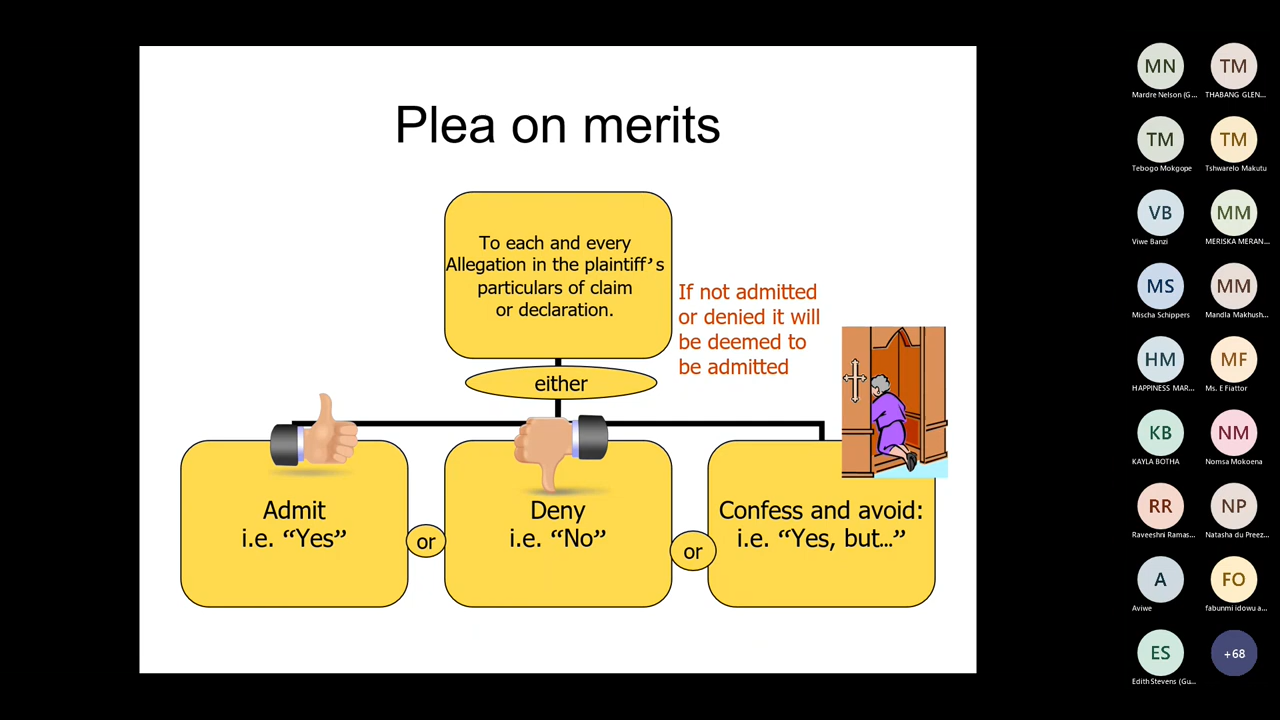 Plea on merits
To each and every
Allegation in the plaintiff’s
particulars of claim
or declaration.
If not admitted
or denied it will
be deemed to
be admitted
either
Admit
i.e. “Yes”
or
Deny
i.e. “No”
or
Confess and avoid:
i.e. “Yes, but…”
MN
Mardre Nelson (G...
TM
THABANG GLEN...
TM
Tebogo Mokgope
TM
Tshwarelo Makutu
VB
Viwe Banzi
MM
MERISKA MERAN...
MS
Mischa Schippers
MM
Mandla Makhush...
HM
HAPPINESS MAR...
MF
Ms. E Fiattor
KB
KAYLA BOTHA
NM
Nomsa Mokoena
RR
Raveeshni Ramas...
NP
Natasha du Preez...
A
Aviwe
FO
fabunmi idowu a...
ES
Edith Stevens (Gu...
+68